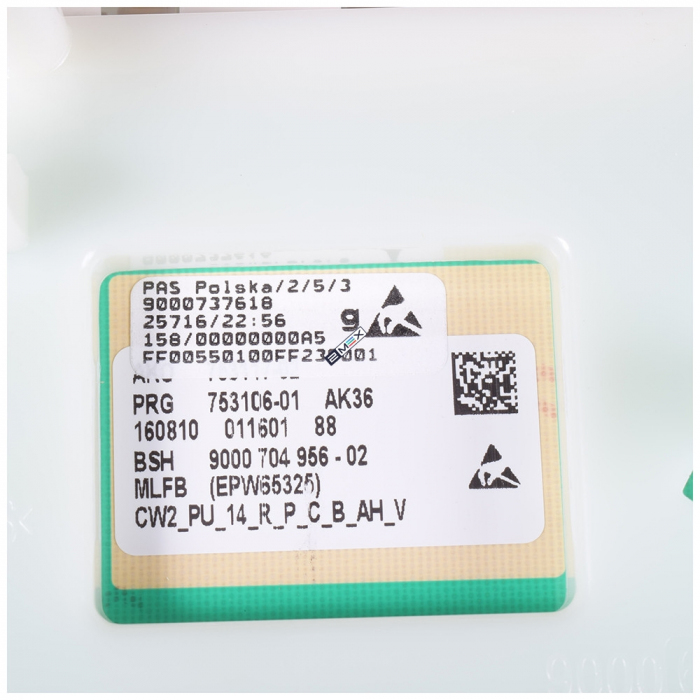 PAS Polska/2/5/3
9000737618
25716/22:56
g
158/00000000A5
EMEX
PRG 753106-01 AK36
160810 011601 88
BSH 9000 704 956 - 02
MLFB (EPW65325)
CW2_PU_14_R_P_C_B_AH_V